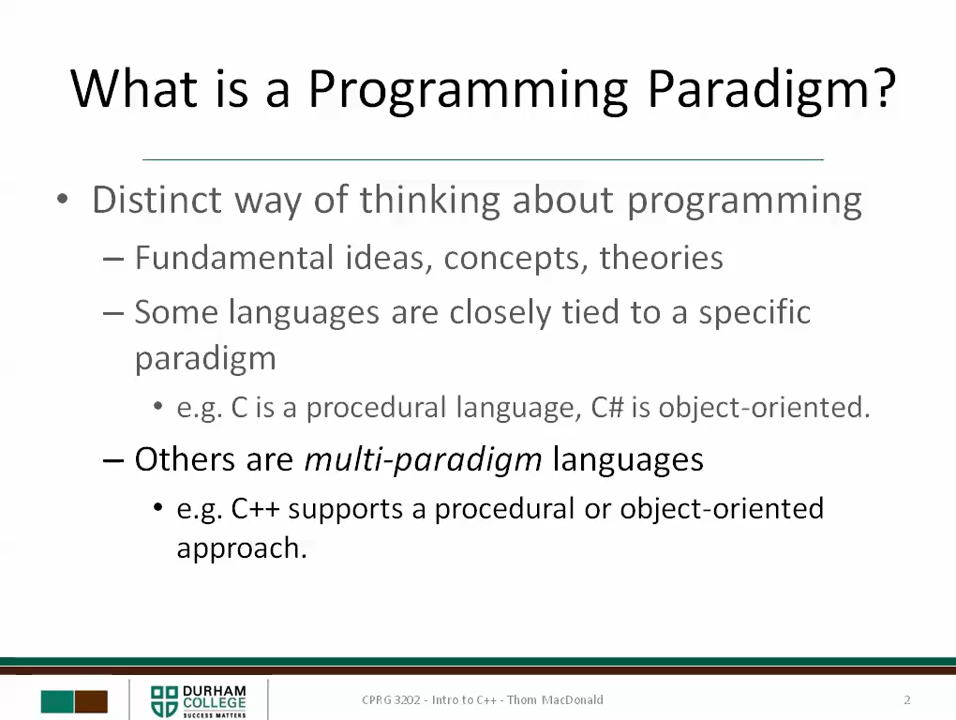 What is a Programming Paradigm?
• Distinct way of thinking about programming
– Fundamental ideas, concepts, theories
– Some languages are closely tied to a specific
paradigm
• e.g. C is a procedural language, C# is object-oriented.
– Others are multi-paradigm languages
• e.g. C++ supports a procedural or object-oriented
approach.
DURHAM
COLLEGE
SUCCESS MATTERS
CPRG 3202 - Intro to C++ - Thom MacDonald
2